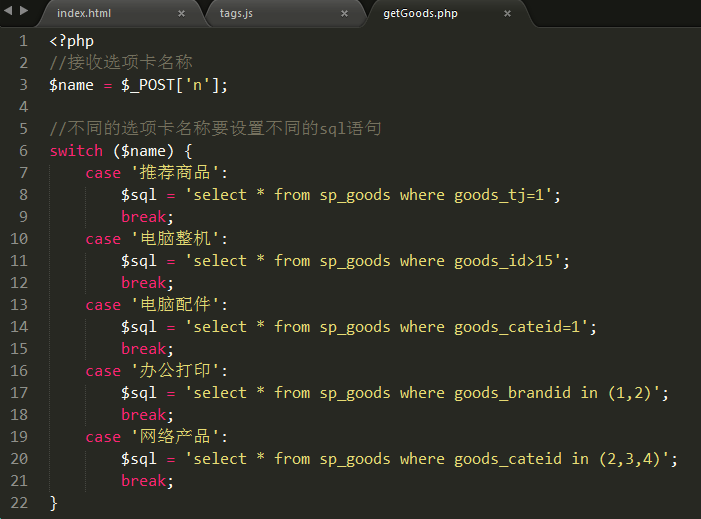 index.html × tags.js × getGoods.php ×
1 <?php
2 //接收选项卡名称
3 $name = $_POST['n'];
4
5 //不同的选项卡名称要设置不同的sql语句
6 switch ($name) {
7 case '推荐商品':
8 $sql = 'select * from sp_goods where goods_tj=1';
9 break;
10 case '电脑整机':
11 $sql = 'select * from sp_goods where goods_id>15';
12 break;
13 case '电脑配件':
14 $sql = 'select * from sp_goods where goods_cateid=1';
15 break;
16 case '办公打印':
17 $sql = 'select * from sp_goods where goods_brandid in (1,2)';
18 break;
19 case '网络产品':
20 $sql = 'select * from sp_goods where goods_cateid in (2,3,4)';
21 break;
22 }